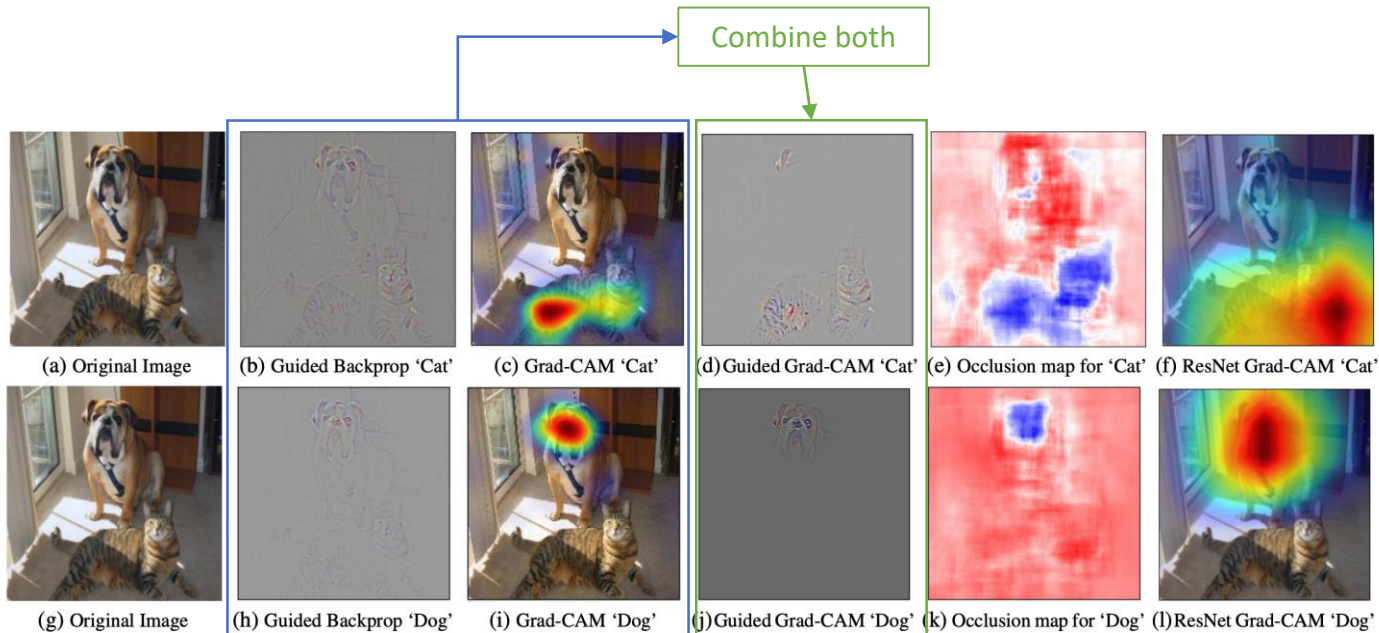 Combine both
(a) Original Image
(b) Guided Backprop ‘Cat’
(c) Grad-CAM ‘Cat’
(d) Guided Grad-CAM ‘Cat’
(e) Occlusion map for ‘Cat’
(f) ResNet Grad-CAM ‘Cat’
(g) Original Image
(h) Guided Backprop ‘Dog’
(i) Grad-CAM ‘Dog’
(j) Guided Grad-CAM ‘Dog’
(k) Occlusion map for ‘Dog’
(l) ResNet Grad-CAM ‘Dog’